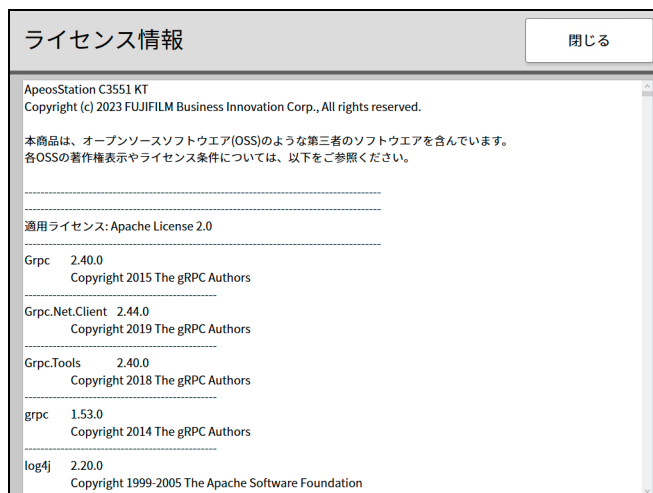 ライセンス情報
閉じる
ApeosStation C3551 KT
Copyright (c) 2023 FUJIFILM Business Innovation Corp., All rights reserved.
本商品は、オープンソースソフトウエア(OSS)のような第三者のソフトウエアを含んでいます。
各OSSの著作権表示やライセンス条件については、以下をご参照ください。
-----------------------------------------------------------------------------------------
-----------------------------------------------------------------------------------------
適用ライセンス: Apache License 2.0
-----------------------------------------------------------------------------------------
Grpc 2.40.0
Copyright 2015 The gRPC Authors
------------------------------------------------
Grpc.Net.Client 2.44.0
Copyright 2019 The gRPC Authors
------------------------------------------------
Grpc.Tools 2.40.0
Copyright 2018 The gRPC Authors
------------------------------------------------
grpc 1.53.0
Copyright 2014 The gRPC Authors
------------------------------------------------
log4j 2.20.0
Copyright 1999-2005 The Apache Software Foundation